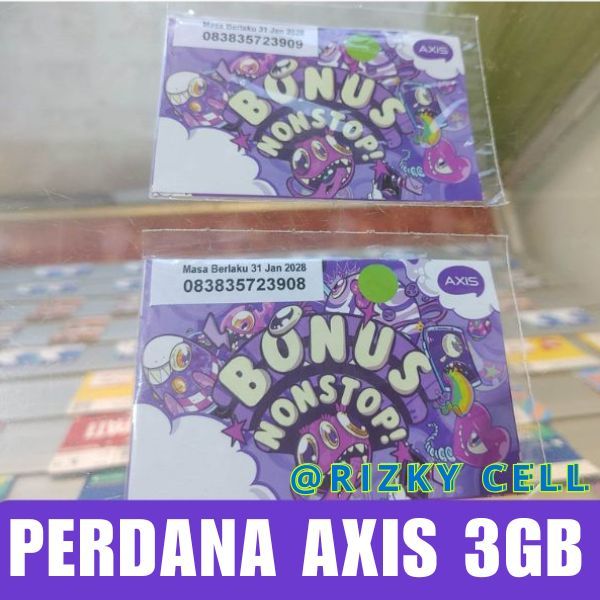 Masa Berlaku 31 Jan 2028
083835723909
AXIS
BONUS
NONSTOP!
Masa Berlaku 31 Jan 2028
083835723908
AXIS
BONUS
NONSTOP!
@RIZKY CELL
PERDANA AXIS 3GB